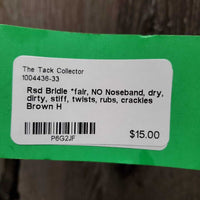 The Tack Collector
1004436-33
Rsd Bridle *fair, NO Noseband, dry,
dirty, stiff, twists, rubs, crackles
Brown H
$15.00
P6G2JF